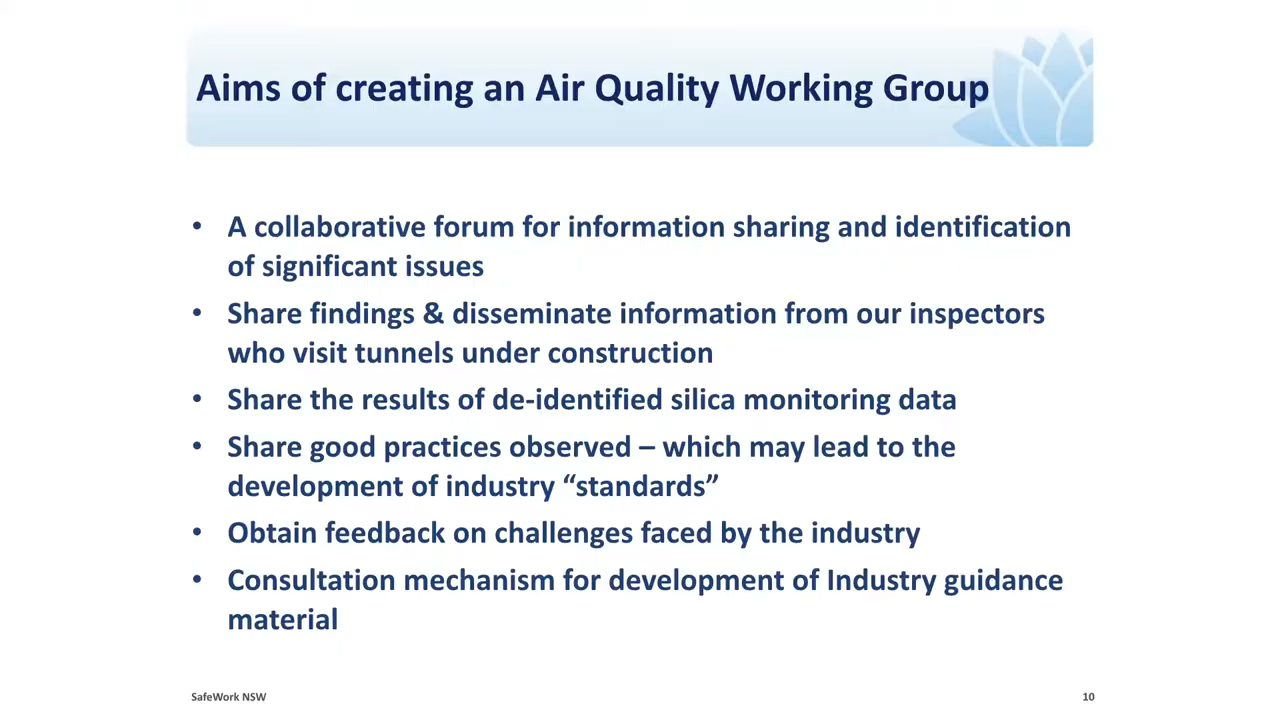 Aims of creating an Air Quality Working Group
• A collaborative forum for information sharing and identification
of significant issues
• Share findings & disseminate information from our inspectors
who visit tunnels under construction
• Share the results of de-identified silica monitoring data
• Share good practices observed – which may lead to the
development of industry “standards”
• Obtain feedback on challenges faced by the industry
• Consultation mechanism for development of Industry guidance
material
SafeWork NSW
10